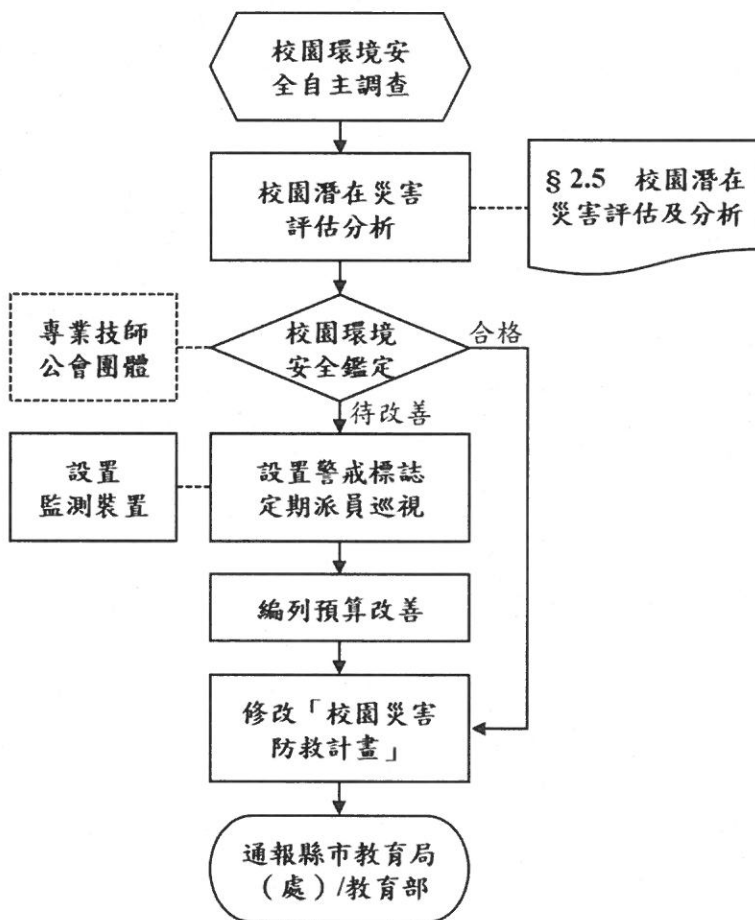 校園環境安
全自主調查
校園潛在災害
評估分析
§ 2.5 校園潛在
災害評估及分析
專業技師
公會團體
校園環境
安全鑑定
合格
待改善
設置
監測裝置
設置警戒標誌
定期派員巡視
編列預算改善
修改「校園災害
防救計畫」
通報縣市教育局
（處）/教育部